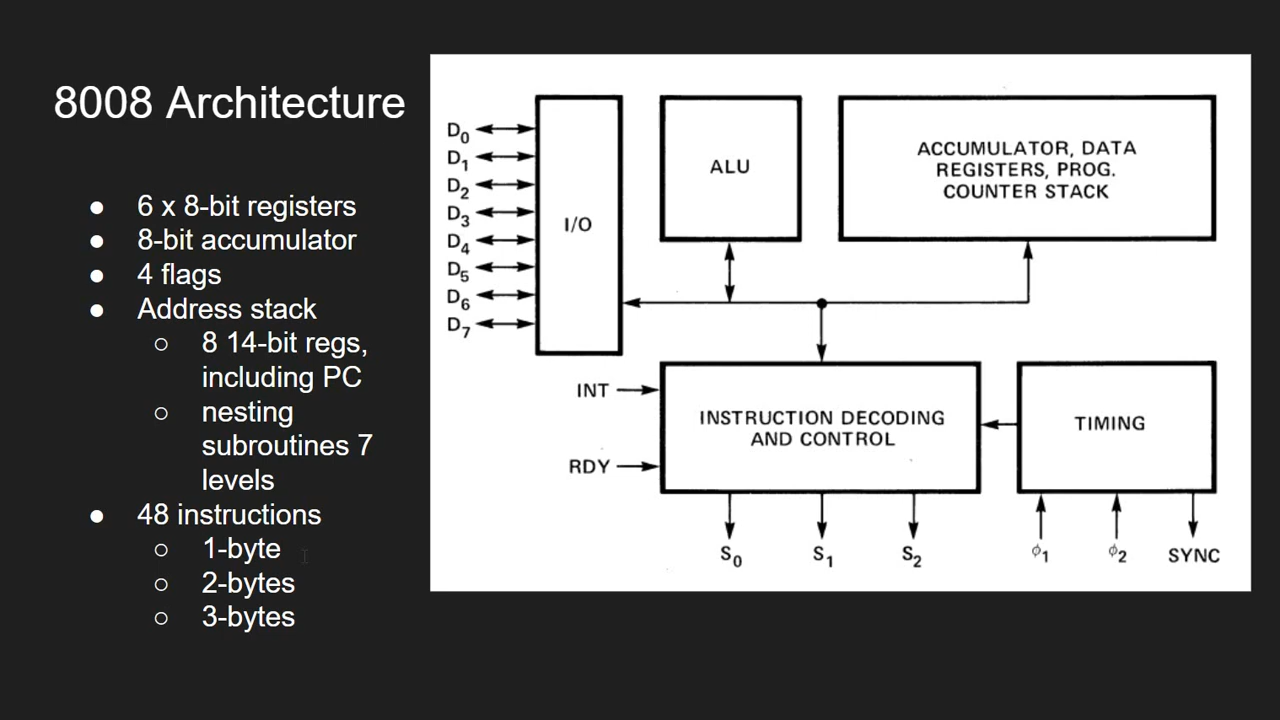 8008 Architecture
● 6 x 8-bit registers
● 8-bit accumulator
● 4 flags
● Address stack
○ 8 14-bit regs,
including PC
○ nesting
subroutines 7
levels
● 48 instructions
○ 1-byte
○ 2-bytes
○ 3-bytes
D0
D1
D2
D3
D4
D5
D6
D7
I/O
ALU
ACCUMULATOR, DATA
REGISTERS, PROG.
COUNTER STACK
INT
RDY
INSTRUCTION DECODING
AND CONTROL
TIMING
S0 S1 S2
ϕ1 ϕ2 SYNC